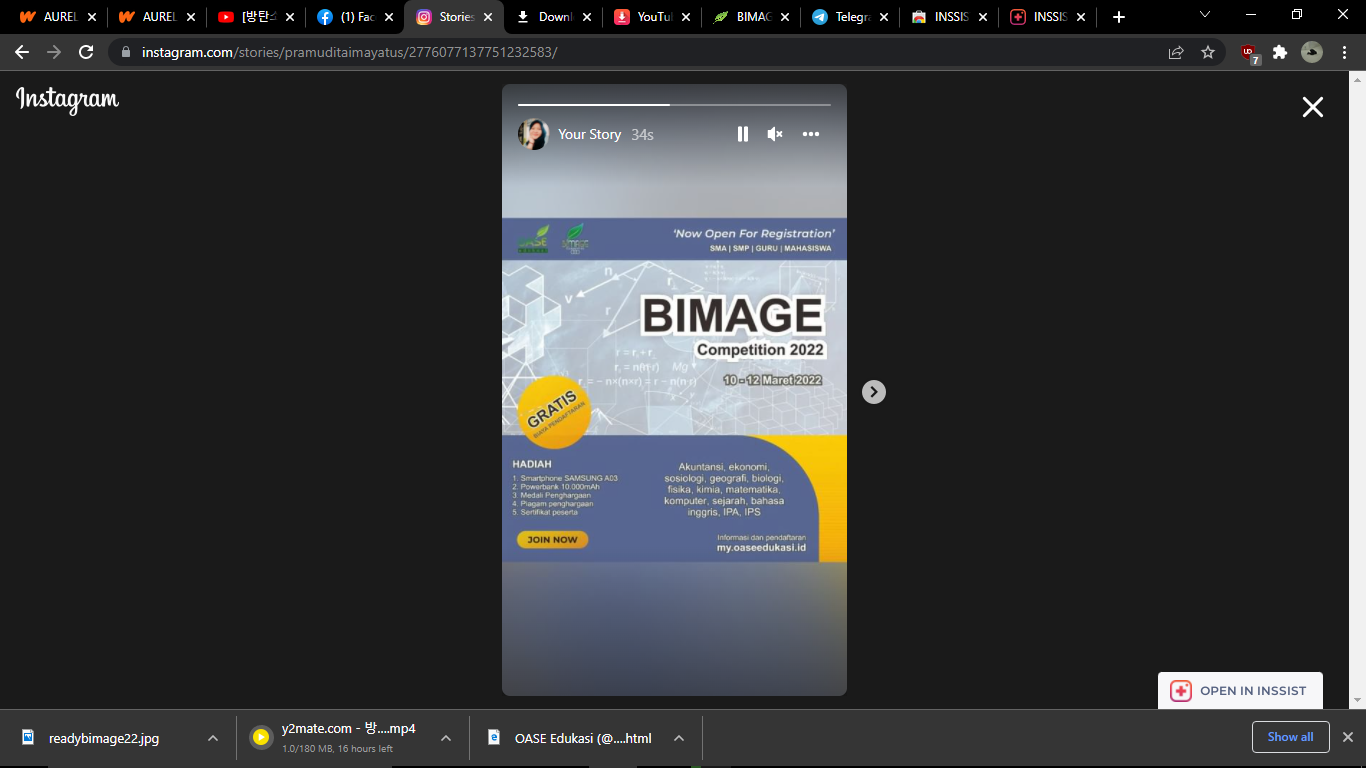 AUREL
AUREL
[방탄소
(1) Fac
Stories
Downl
YouTu
BIMAG
Telegra
INSSIS
INSSIS
instagram.com/stories/pramuditaimayatus/2776077137751232583/
7
Instagram
Your Story 34s
OASE
'Now Open For Registration'
SMA | SMP | GURU | MAHASISWA
BIMAGE
Competition 2022
10 - 12 Maret 2022
GRATIS
BIAYA PENDAFTARAN
HADIAH
1. Smartphone SAMSUNG A03
2. Powerbank 10.000mAh
3. Medali Penghargaan
4. Piagam penghargaan
5. Sertifikat peserta
JOIN NOW
Akuntansi, ekonomi,
sosiologi, geografi, biologi,
fisika, kimia, matematika,
komputer, sejarah, bahasa
inggris, IPA, IPS
Informasi dan pendaftaran
my.oaseedukasi.id
OPEN IN INSSIST
readybimage22.jpg
y2mate.com - 방....mp4
1.0/180 MB, 16 hours left
OASE Edukasi (@....html
Show all